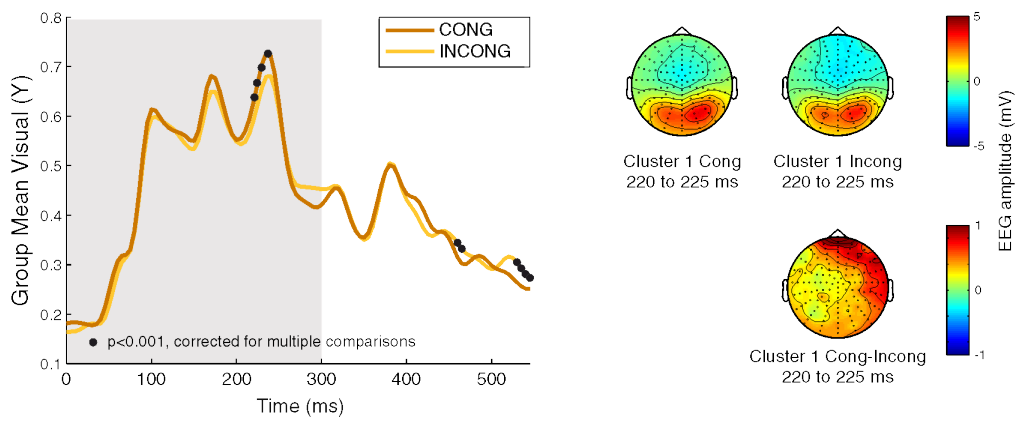 CONG
INCONG
Group Mean Visual (Y)
0.8
0.7
0.6
0.5
0.4
0.3
0.2
0.1
p<0.001, corrected for multiple comparisons
0
100
200
300
400
500
Time (ms)
Cluster 1 Cong
220 to 225 ms
Cluster 1 Incong
220 to 225 ms
5
0
-5
EEG amplitude (mV)
Cluster 1 Cong-Incong
220 to 225 ms
1
0
-1